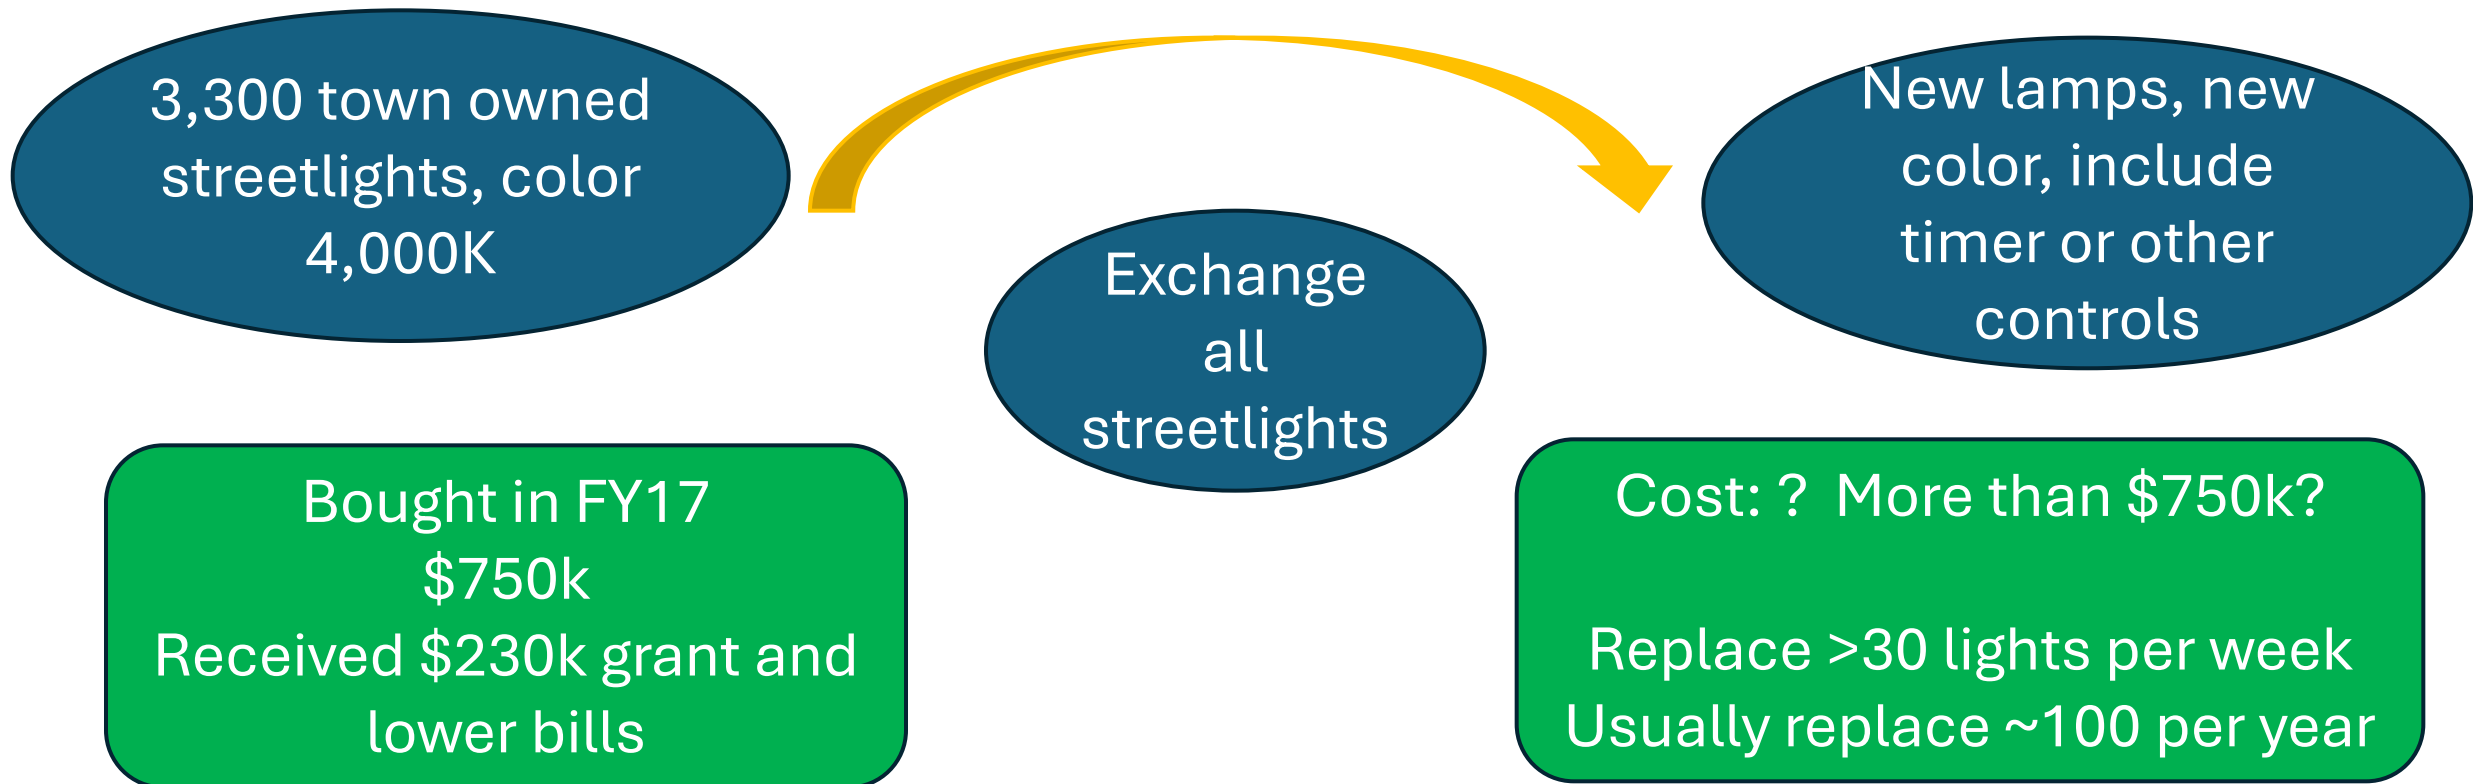 3,300 town owned
streetlights, color
4,000K
Exchange
all
streetlights
New lamps, new
color, include
timer or other
controls
Bought in FY17
$750k
Received $230k grant and
lower bills
Cost: ?  More than $750k?
Replace >30 lights per week
Usually replace ~100 per year